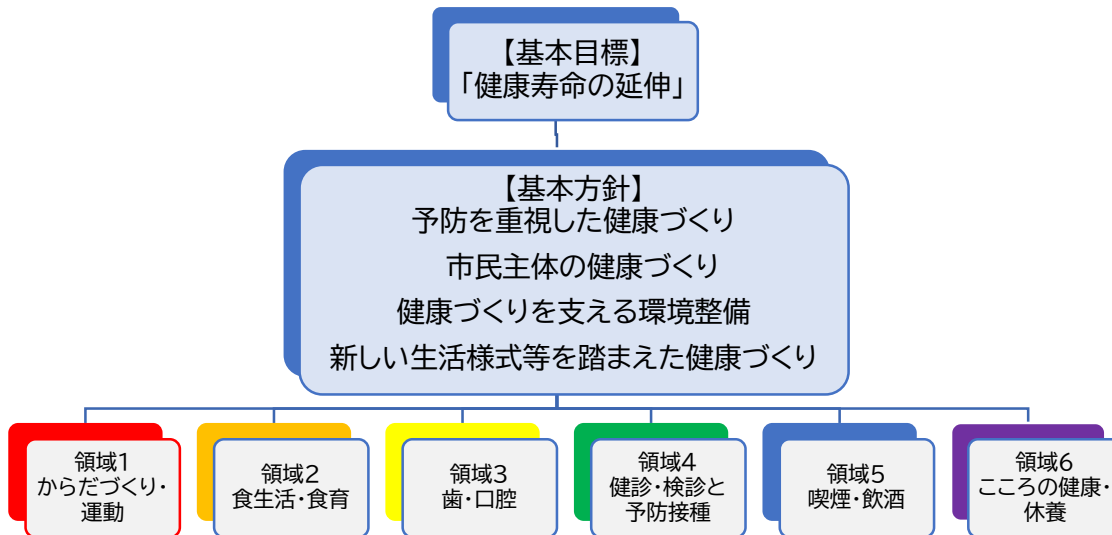 【基本目標】
「健康寿命の延伸」
【基本方針】
予防を重視した健康づくり
市民主体の健康づくり
健康づくりを支える環境整備
新しい生活様式等を踏まえた健康づくり
領域1
からだづくり・
運動
領域2
食生活・食育
領域3
歯・口腔
領域4
健診・検診と
予防接種
領域5
喫煙・飲酒
領域6
こころの健康・
休養